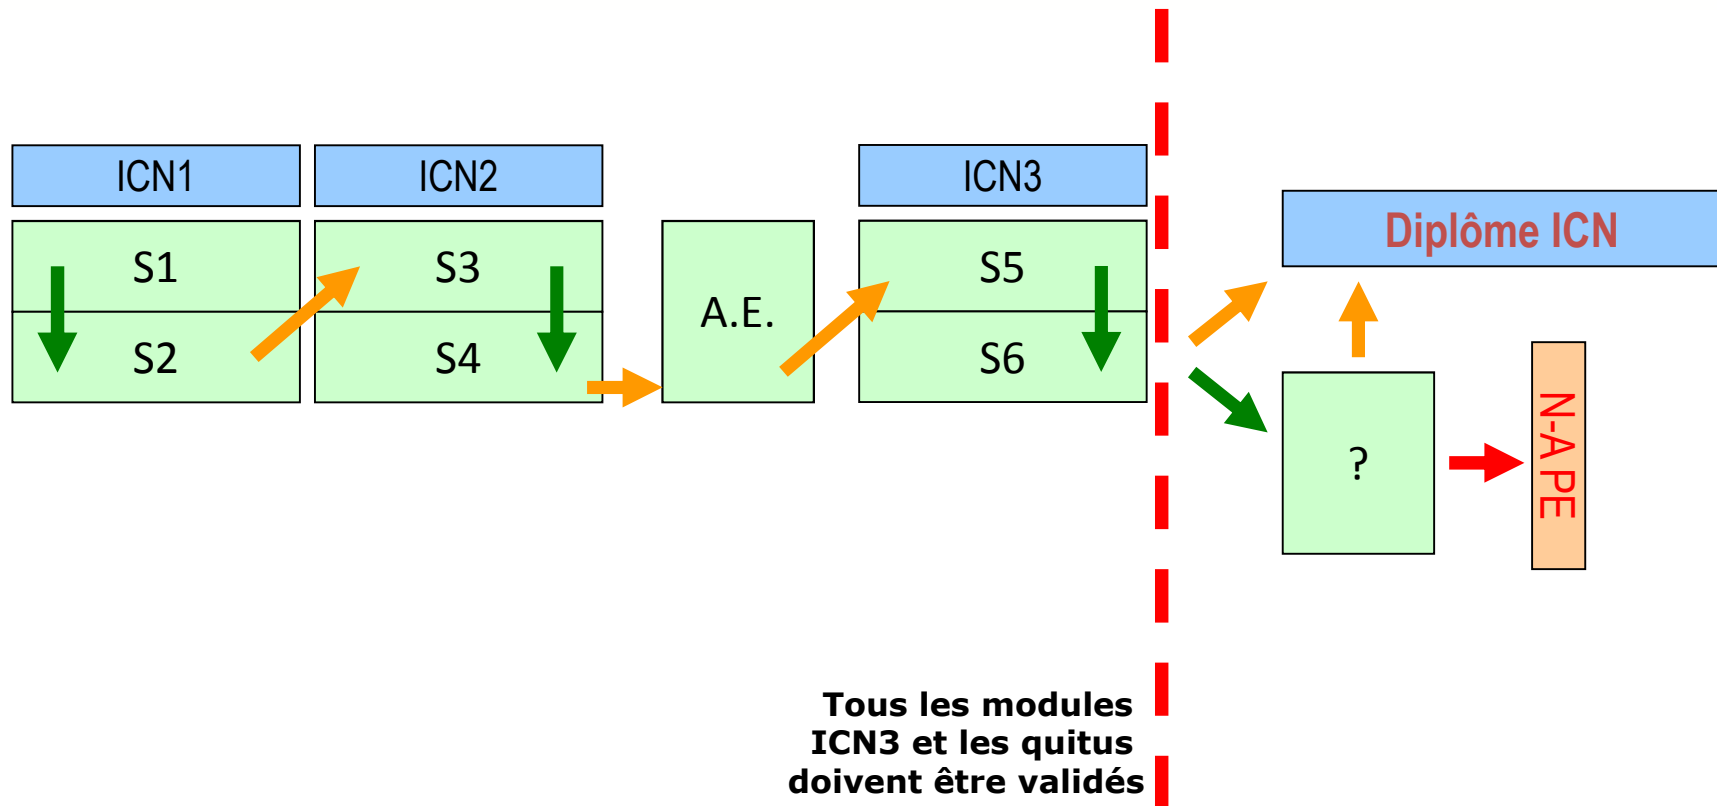 ICN1
ICN2
ICN3
Diplôme ICN
S1
S3
S5
A.E.
S2
S4
S6
?
N-A PE
Tous les modules
ICN3 et les quitus
doivent être validés